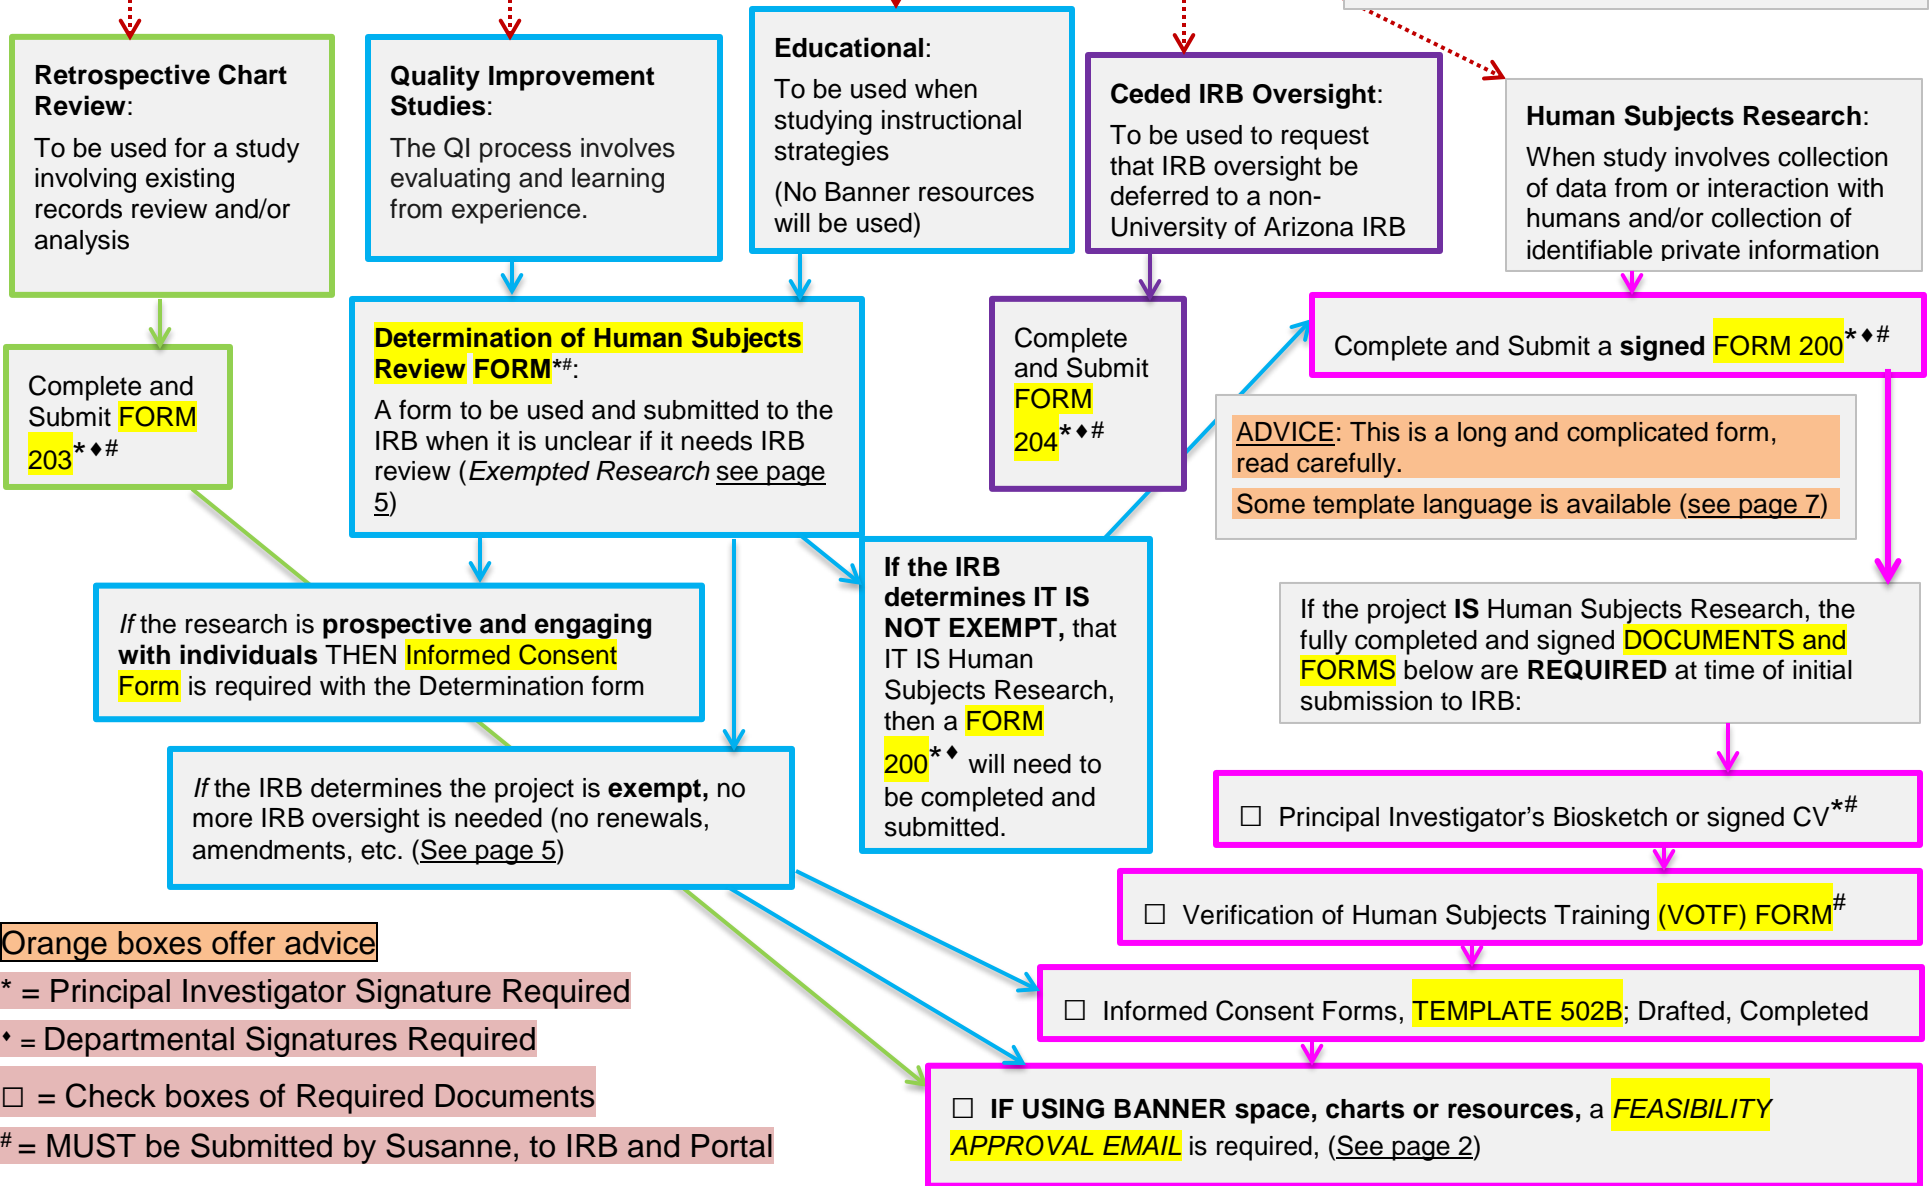 Retrospective Chart
Review:
To be used for a study
involving existing
records review and/or
analysis
Quality Improvement
Studies:
The QI process involves
evaluating and learning
from experience.
Educational:
To be used when
studying instructional
strategies
(No Banner resources
will be used)
Ceded IRB Oversight:
To be used to request
that IRB oversight be
deferred to a non-
University of Arizona IRB
Human Subjects Research:
When study involves collection
of data from or interaction with
humans and/or collection of
identifiable private information
Complete and
Submit FORM
203*♦#
Determination of Human Subjects
Review FORM*#:
A form to be used and submitted to the
IRB when it is unclear if it needs IRB
review (Exempted Research see page
5)
Complete
and Submit
FORM
204*♦#
Complete and Submit a signed FORM 200*♦#
ADVICE: This is a long and complicated form,
read carefully.
Some template language is available (see page 7)
If the research is prospective and engaging
with individuals THEN Informed Consent
Form is required with the Determination form
If the IRB
determines IT IS
NOT EXEMPT, that
IT IS Human
Subjects Research,
then a FORM
200*♦ will need to
be completed and
submitted.
If the project IS Human Subjects Research, the
fully completed and signed DOCUMENTS and
FORMS below are REQUIRED at time of initial
submission to IRB:
If the IRB determines the project is exempt, no
more IRB oversight is needed (no renewals,
amendments, etc. (See page 5)
☐ Principal Investigator’s Biosketch or signed CV*#
☐ Verification of Human Subjects Training (VOTF) FORM#
☐ Informed Consent Forms, TEMPLATE 502B; Drafted, Completed
☐ IF USING BANNER space, charts or resources, a FEASIBILITY
APPROVAL EMAIL is required, (See page 2)
Orange boxes offer advice
* = Principal Investigator Signature Required
♦ = Departmental Signatures Required
☐ = Check boxes of Required Documents
# = MUST be Submitted by Susanne, to IRB and Portal